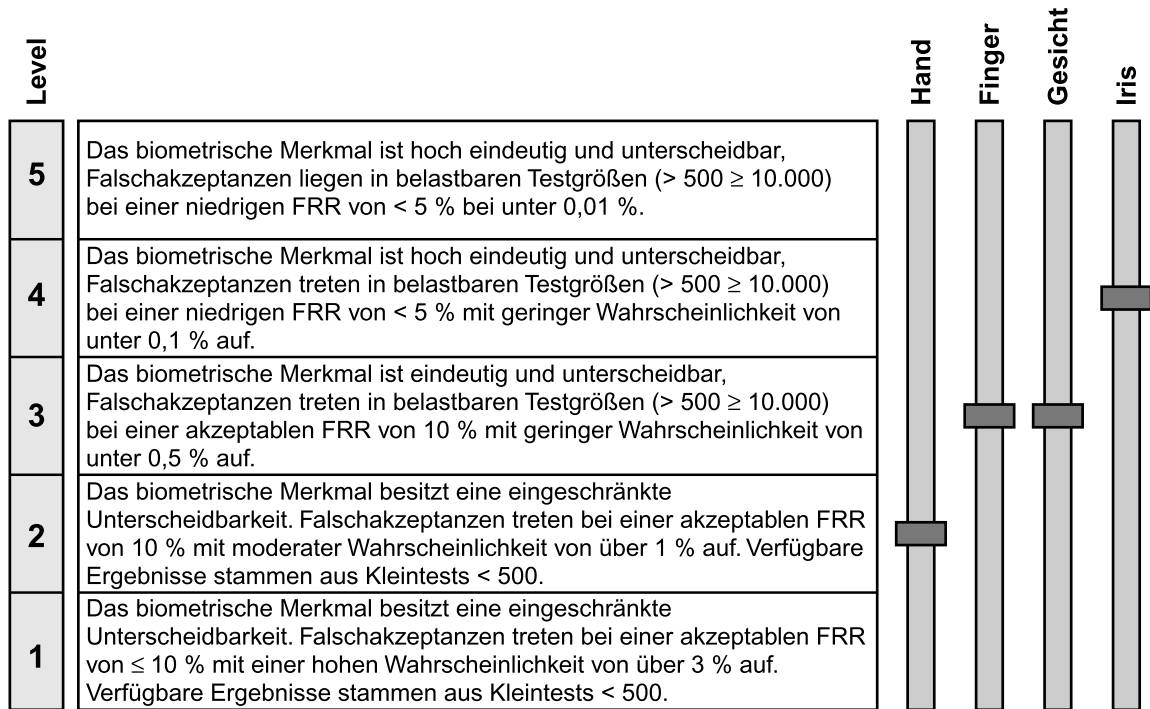 Level
Hand
Finger
Gesicht
Iris
5
Das biometrische Merkmal ist hoch eindeutig und unterscheidbar,
Falschakzeptanzen liegen in belastbaren Testgrößen (> 500 ≥ 10.000)
bei einer niedrigen FRR von < 5 % bei unter 0,01 %.
4
Das biometrische Merkmal ist hoch eindeutig und unterscheidbar,
Falschakzeptanzen treten in belastbaren Testgrößen (> 500 ≥ 10.000)
bei einer niedrigen FRR von < 5 % mit geringer Wahrscheinlichkeit von
unter 0,1 % auf.
3
Das biometrische Merkmal ist eindeutig und unterscheidbar,
Falschakzeptanzen treten in belastbaren Testgrößen (> 500 ≥ 10.000)
bei einer akzeptablen FRR von 10 % mit geringer Wahrscheinlichkeit von
unter 0,5 % auf.
2
Das biometrische Merkmal besitzt eine eingeschränkte
Unterscheidbarkeit. Falschakzeptanzen treten bei einer akzeptablen FRR
von 10 % mit moderater Wahrscheinlichkeit von über 1 % auf. Verfügbare
Ergebnisse stammen aus Kleintests < 500.
1
Das biometrische Merkmal besitzt eine eingeschränkte
Unterscheidbarkeit. Falschakzeptanzen treten bei einer akzeptablen FRR
von ≤ 10 % mit einer hohen Wahrscheinlichkeit von über 3 % auf.
Verfügbare Ergebnisse stammen aus Kleintests < 500.